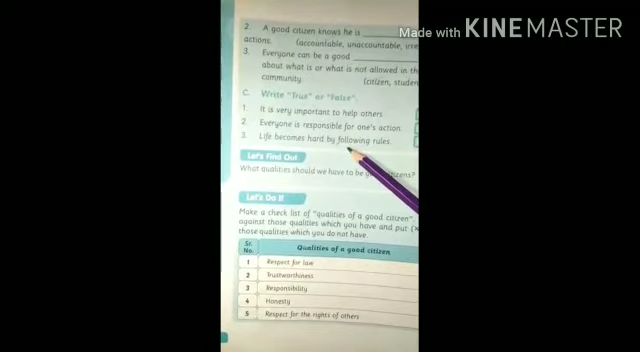 Made with KINEMASTER
2. A good citizen knows he is
actions. (accountable, unaccountable, irre
3. Everyone can be a good
about what is or what is not allowed in th
community. (citizen, studen
C. Write "True" or "False".
1. It is very important to help others.
2. Everyone is responsible for one's action.
3. Life becomes hard by following rules.
Let's Find Out
What qualities should we have to be citizens?
Let's Do It
Make a check list of "qualities of a good citizen".
against those qualities which you have and put (×
those qualities which you do not have.
Sr. No. Qualities of a good citizen
1 Respect for law
2 Trustworthiness
3 Responsibility
4 Honesty
5 Respect for the rights of others